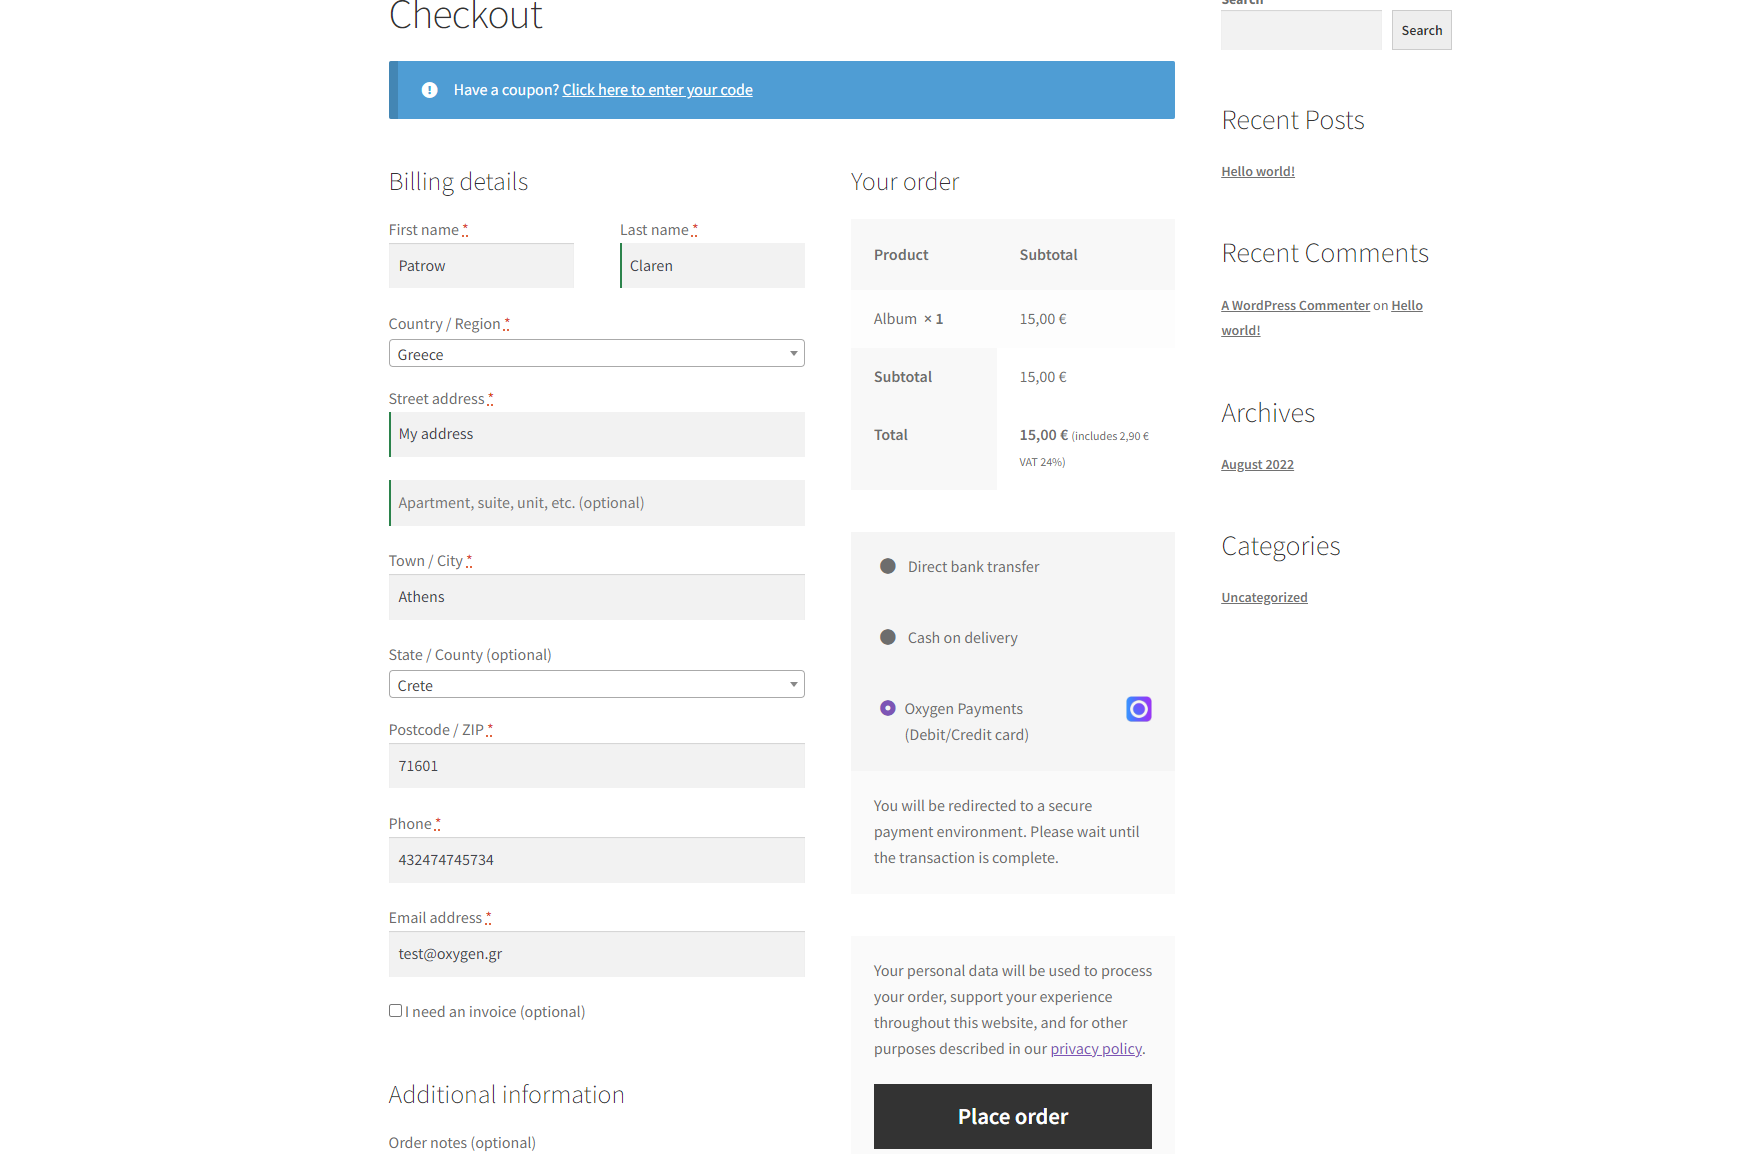 Checkout
Have a coupon? Click here to enter your code
Billing details
First name *
Last name *
Patrow
Claren
Country / Region *
Greece
Street address *
My address
Apartment, suite, unit, etc. (optional)
Town / City *
Athens
State / County (optional)
Crete
Postcode / ZIP *
71601
Phone *
432474745734
Email address *
test@oxygen.gr
I need an invoice (optional)
Additional information
Order notes (optional)
Your order
Product Subtotal
Album × 1 15,00 €
Subtotal 15,00 €
Total 15,00 € (includes 2,90 €
VAT 24%)
Direct bank transfer
Cash on delivery
Oxygen Payments
(Debit/Credit card)
You will be redirected to a secure
payment environment. Please wait until
the transaction is complete.
Your personal data will be used to process
your order, support your experience
throughout this website, and for other
purposes described in our privacy policy.
Place order
Search
Search
Recent Posts
Hello world!
Recent Comments
A WordPress Commenter on Hello
world!
Archives
August 2022
Categories
Uncategorized